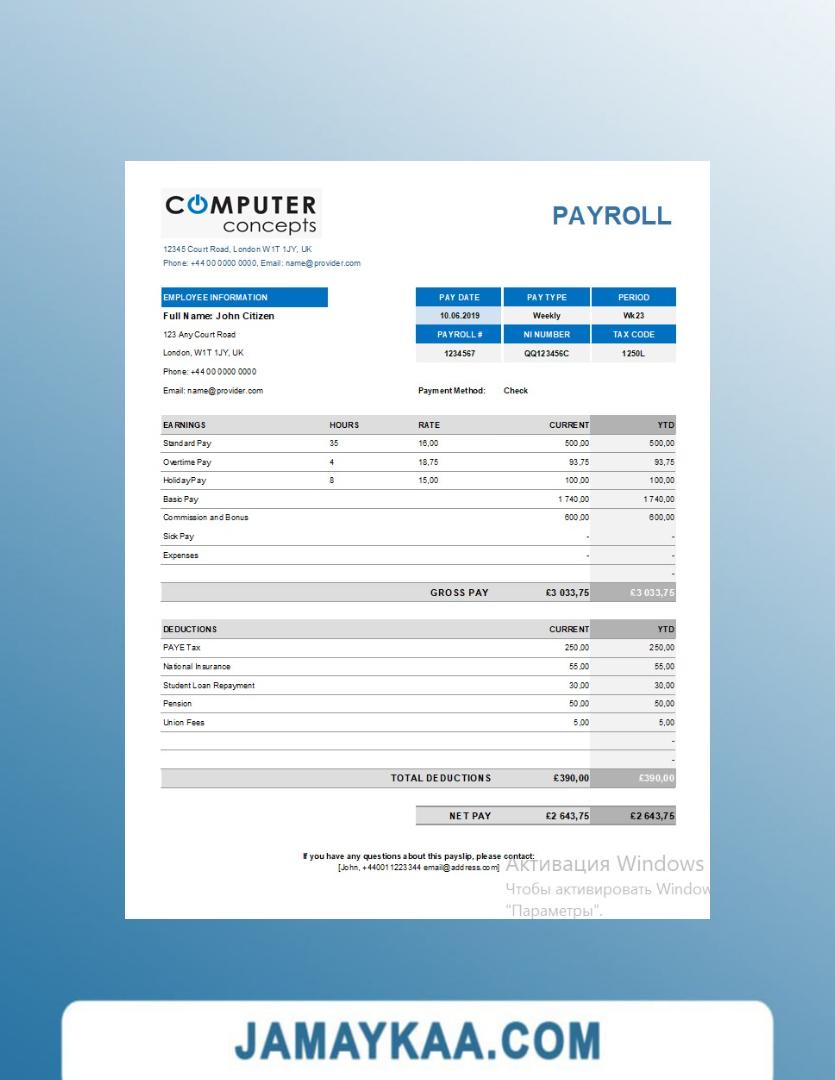 COMPUTER
concepts
PAYROLL
12345 Court Road, London W1T 1JY, UK
Phone: +44 00 0000 0000, Email: name@provider.com
EMPLOYEE INFORMATION PAY DATE PAY TYPE PERIOD
Full Name: John Citizen 10.06.2019 Weekly Wk23
123 Any Court Road PAYROLL # NI NUMBER TAX CODE
London, W1T 1JY, UK 1234567 QQ123456C 1250L
Phone: +44 00 0000 0000
Email: name@provider.com Payment Method: Check
EARNINGS HOURS RATE CURRENT YTD
Standard Pay 35 16,00 500,00 500,00
Overtime Pay 4 18,75 93,75 93,75
Holiday Pay 8 15,00 100,00 100,00
Basic Pay 1 740,00 1 740,00
Commission and Bonus 600,00 600,00
Sick Pay - -
Expenses - -
-
GROSS PAY £3 033,75 £3 033,75
DEDUCTIONS CURRENT YTD
PAYE Tax 250,00 250,00
National Insurance 55,00 55,00
Student Loan Repayment 30,00 30,00
Pension 50,00 50,00
Union Fees 5,00 5,00
-
-
TOTAL DEDUCTIONS £390,00 £390,00
NET PAY £2 643,75 £2 643,75
If you have any questions about this payslip, please contact:
[John, +440011223344 email@address.com]
Активация Windows
Чтобы активировать Window
"Параметры".
JAMAYKAA.COM